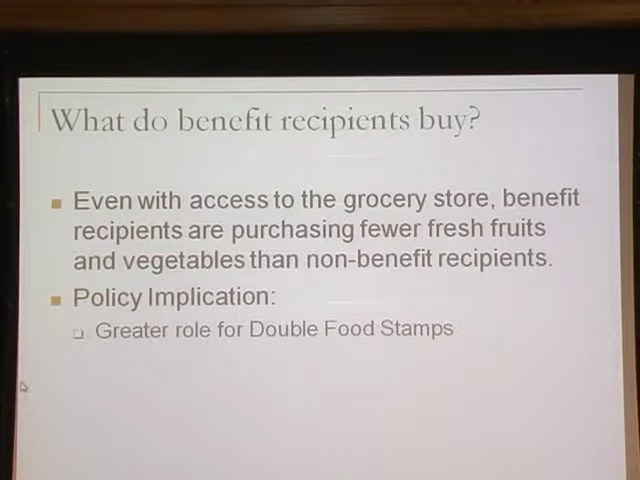 What do benefit recipients buy?
Even with access to the grocery store, benefit
recipients are purchasing fewer fresh fruits
and vegetables than non-benefit recipients.
Policy Implication:
Greater role for Double Food Stamps